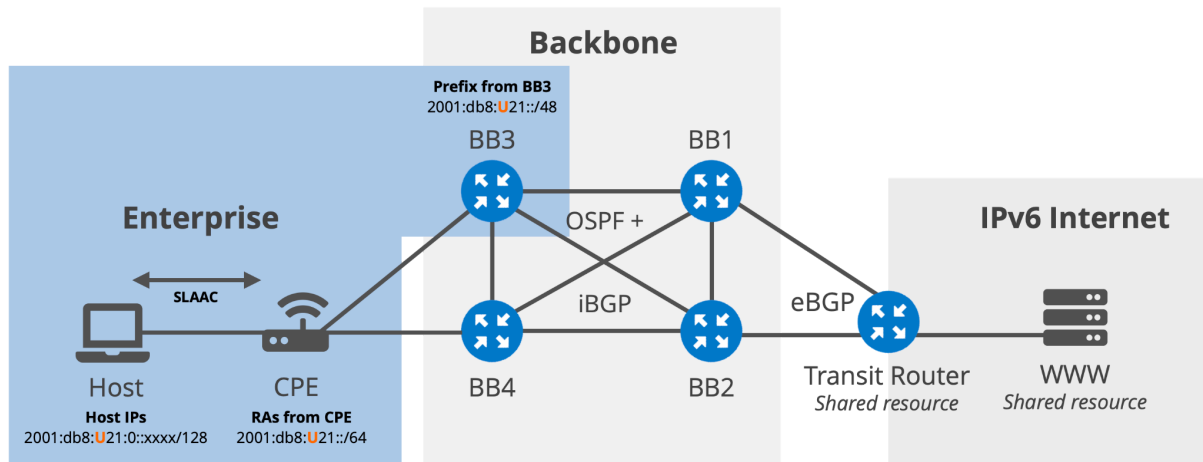 Backbone
Prefix from BB3
2001:db8:U21::/48
BB3
BB1
Enterprise
OSPF +
IPv6 Internet
SLAAC
iBGP
eBGP
Host
CPE
BB4
BB2
Transit Router
Shared resource
WWW
Shared resource
Host IPs
2001:db8:U21:0::xxxx/128
RAs from CPE
2001:db8:U21::/64